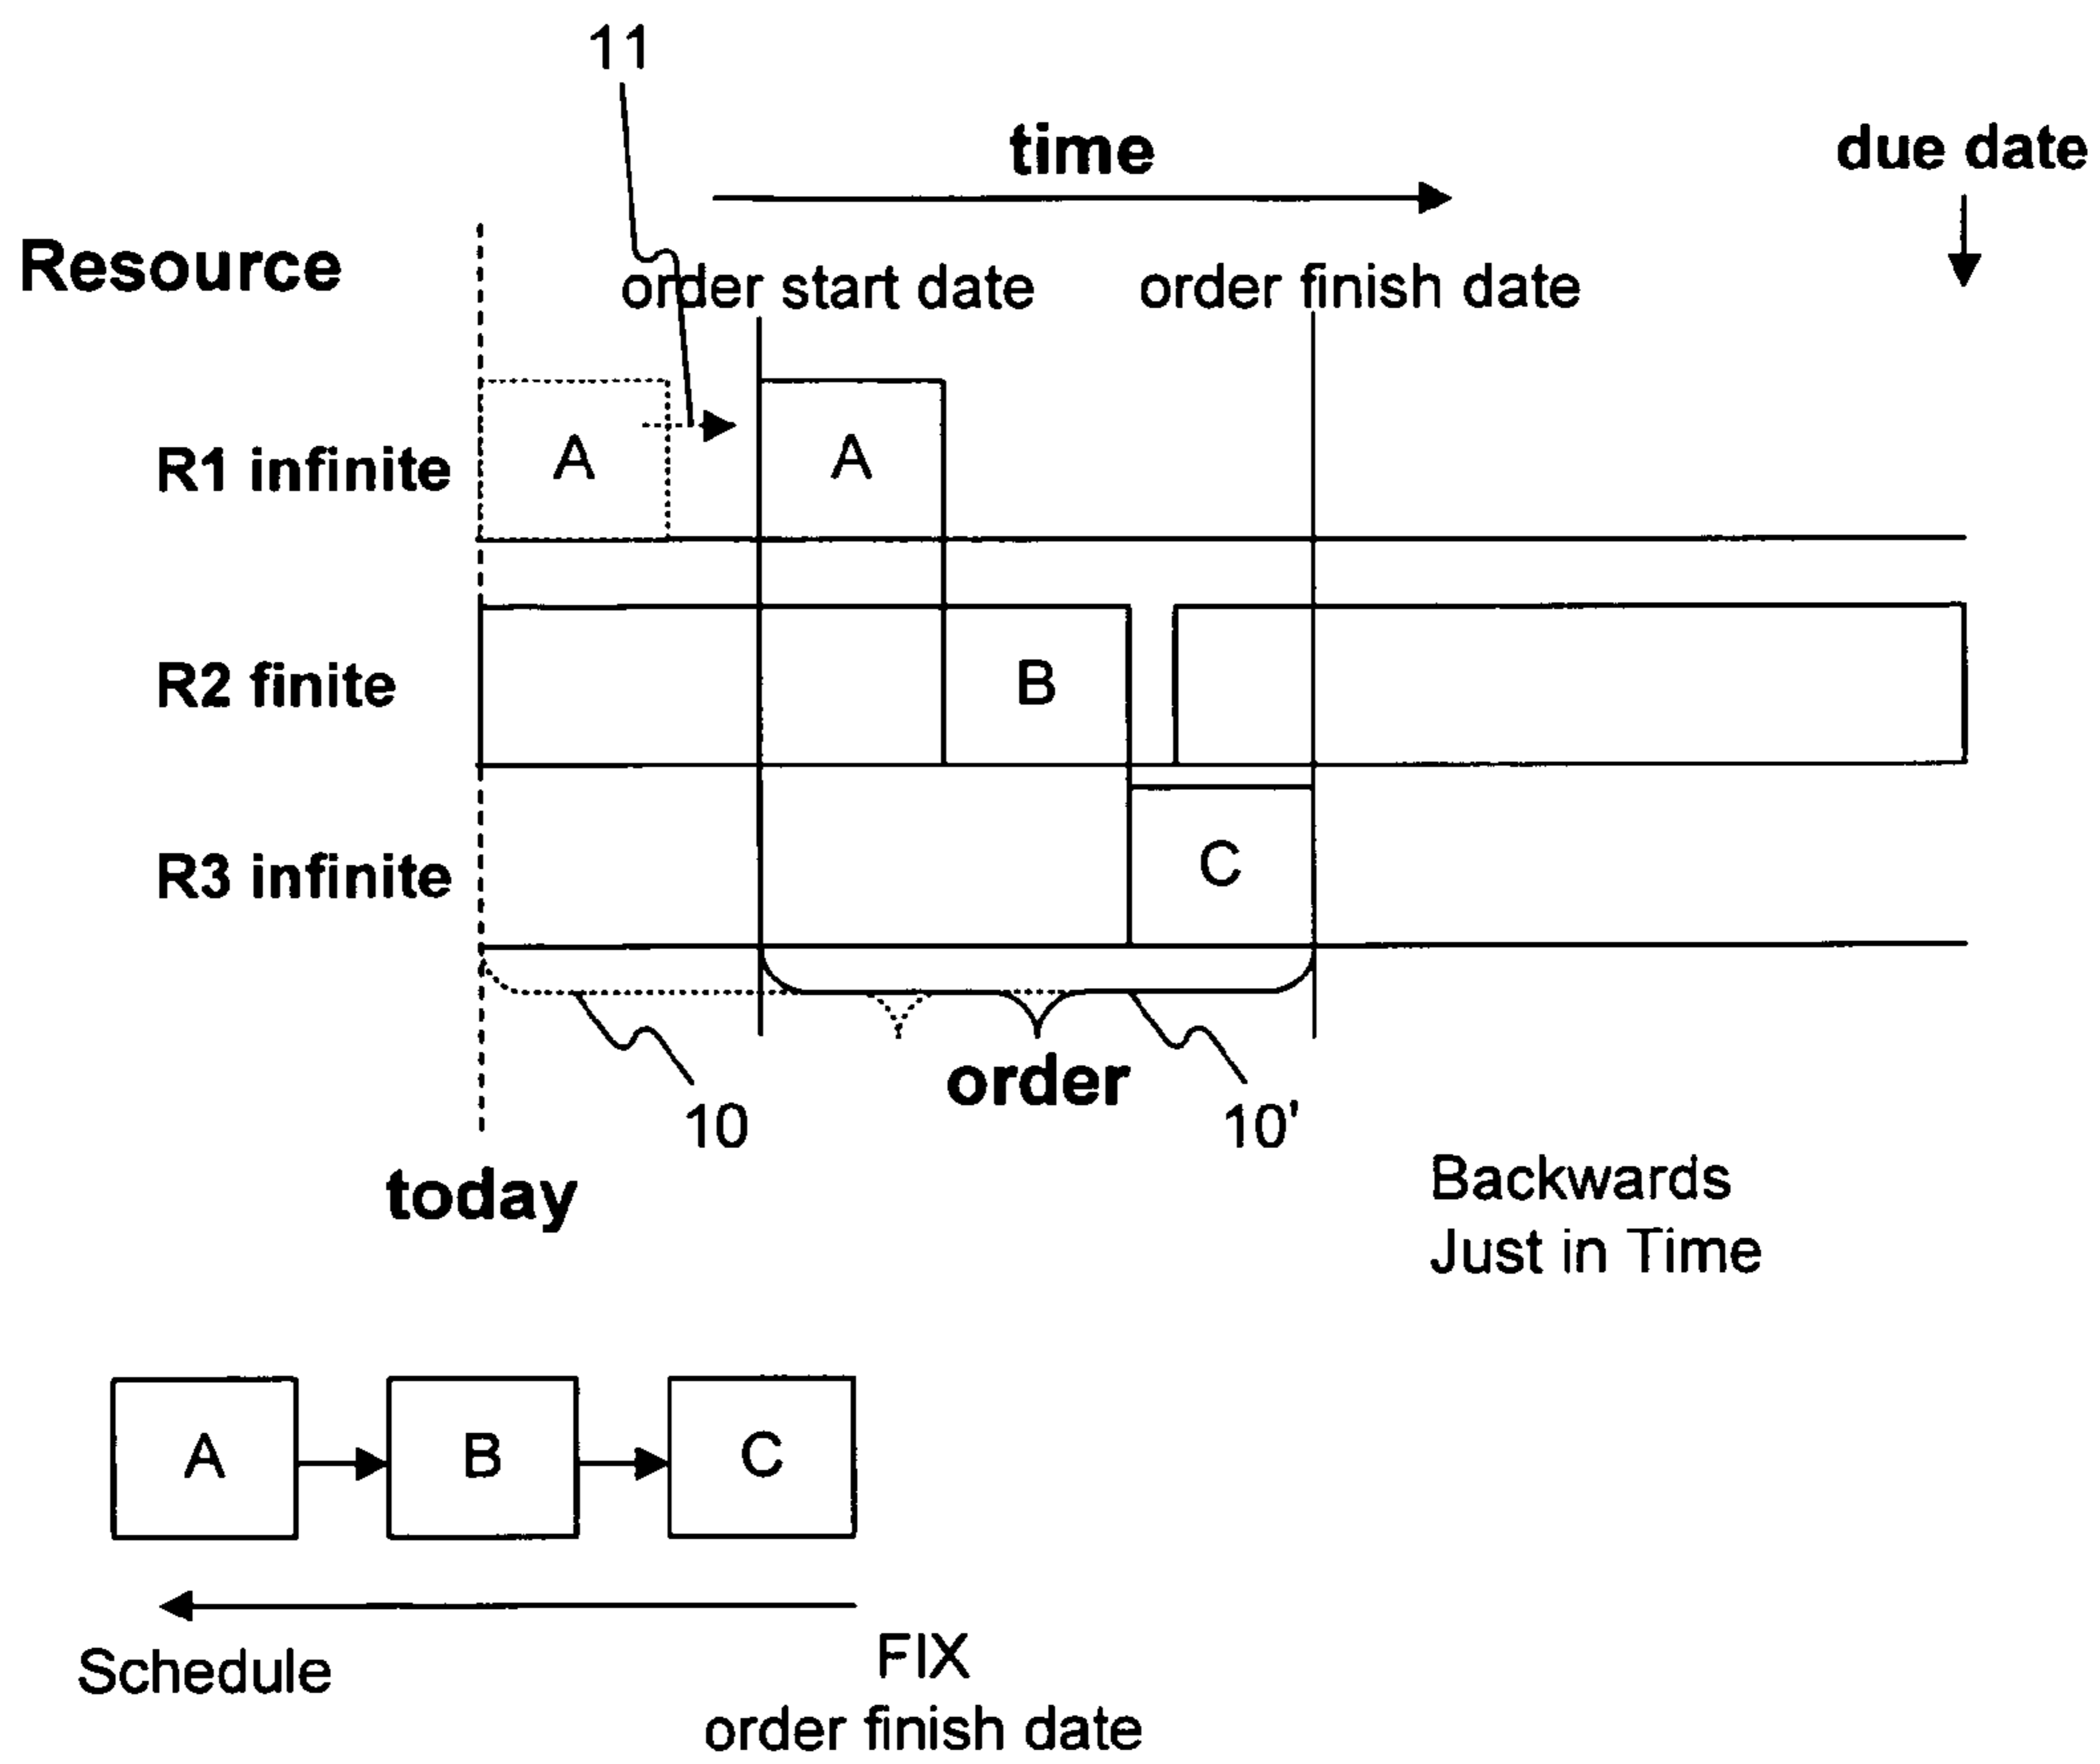 11
time
due date
Resource
order start date
order finish date
A
A
R1 infinite
R2 finite
B
R3 infinite
C
order
10
10'
today
Backwards
Just in Time
A
B
C
Schedule
FIX
order finish date